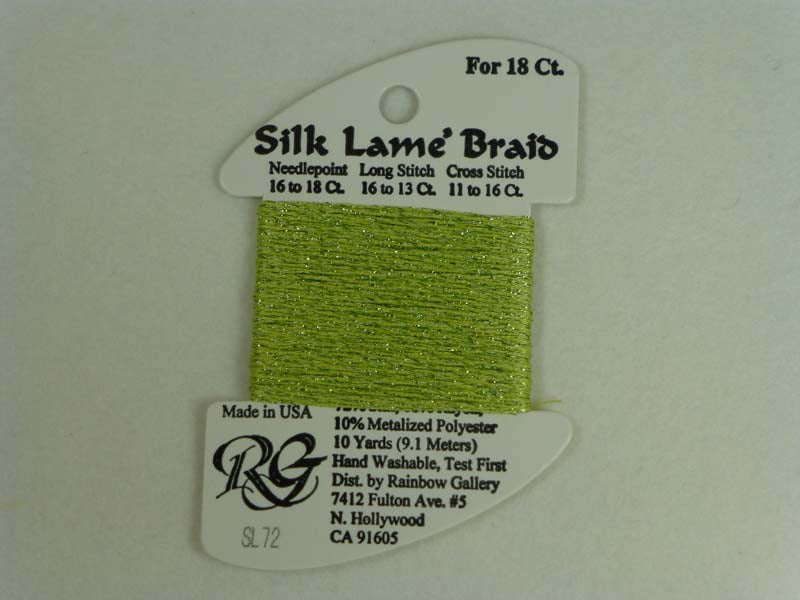 For 18 Ct.
Silk Lame' Braid
Needlepoint Long Stitch Cross Stitch
16 to 18 Ct. 16 to 13 Ct. 11 to 16 Ct.
Made in USA
10% Metalized Polyester
10 Yards (9.1 Meters)
Hand Washable, Test First
Dist. by Rainbow Gallery
7412 Fulton Ave. #5
N. Hollywood
CA 91605
RG
SL72